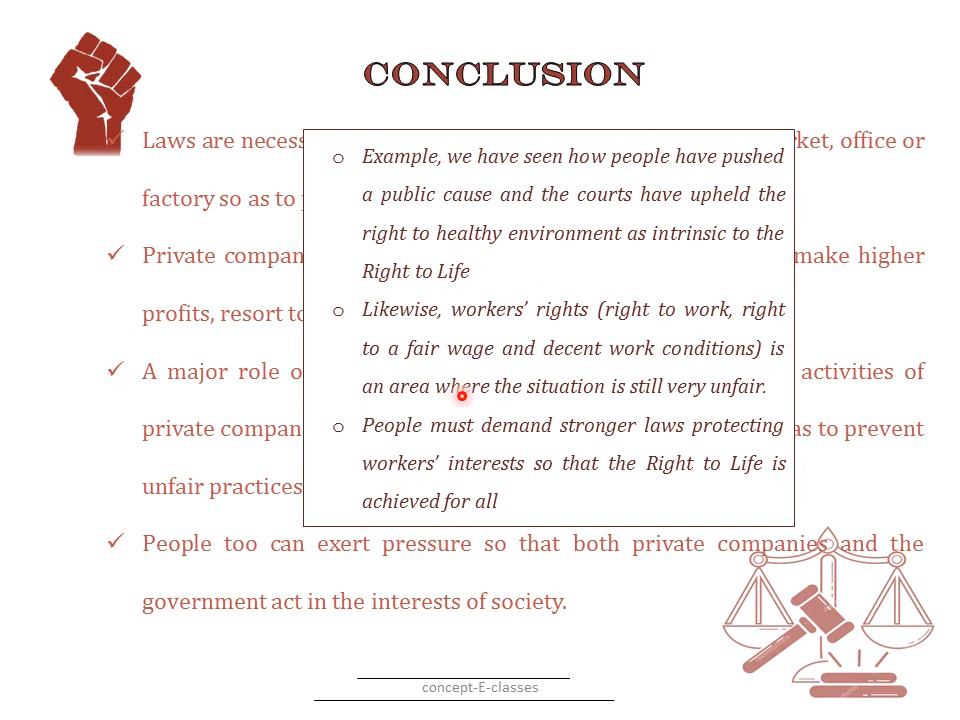 CONCLUSION
Laws are necess
rket, office or
factory so as to
Private compan
make higher
profits, resort to
A major role o
activities of
private compan
as to prevent
unfair practices
o Example, we have seen how people have pushed
a public cause and the courts have upheld the
right to healthy environment as intrinsic to the
Right to Life
o Likewise, workers’ rights (right to work, right
to a fair wage and decent work conditions) is
an area where the situation is still very unfair.
o People must demand stronger laws protecting
workers’ interests so that the Right to Life is
achieved for all
✓ People too can exert pressure so that both private companies and the
government act in the interests of society.
concept-E-classes